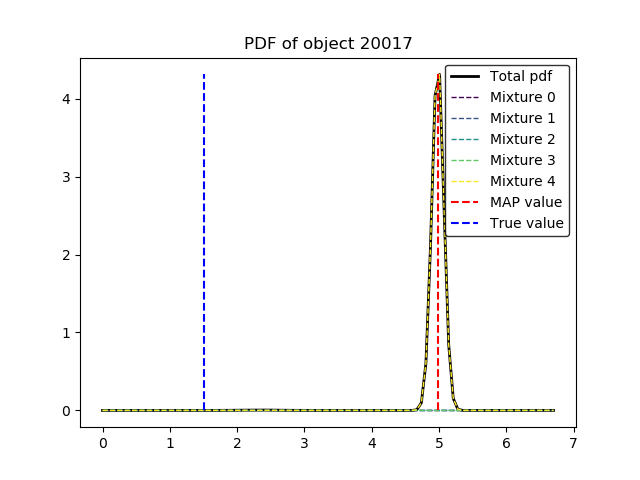 PDF of object 20017
Total pdf
Mixture 0
Mixture 1
Mixture 2
Mixture 3
Mixture 4
MAP value
True value
4
3
2
1
0
0 1 2 3 4 5 6 7